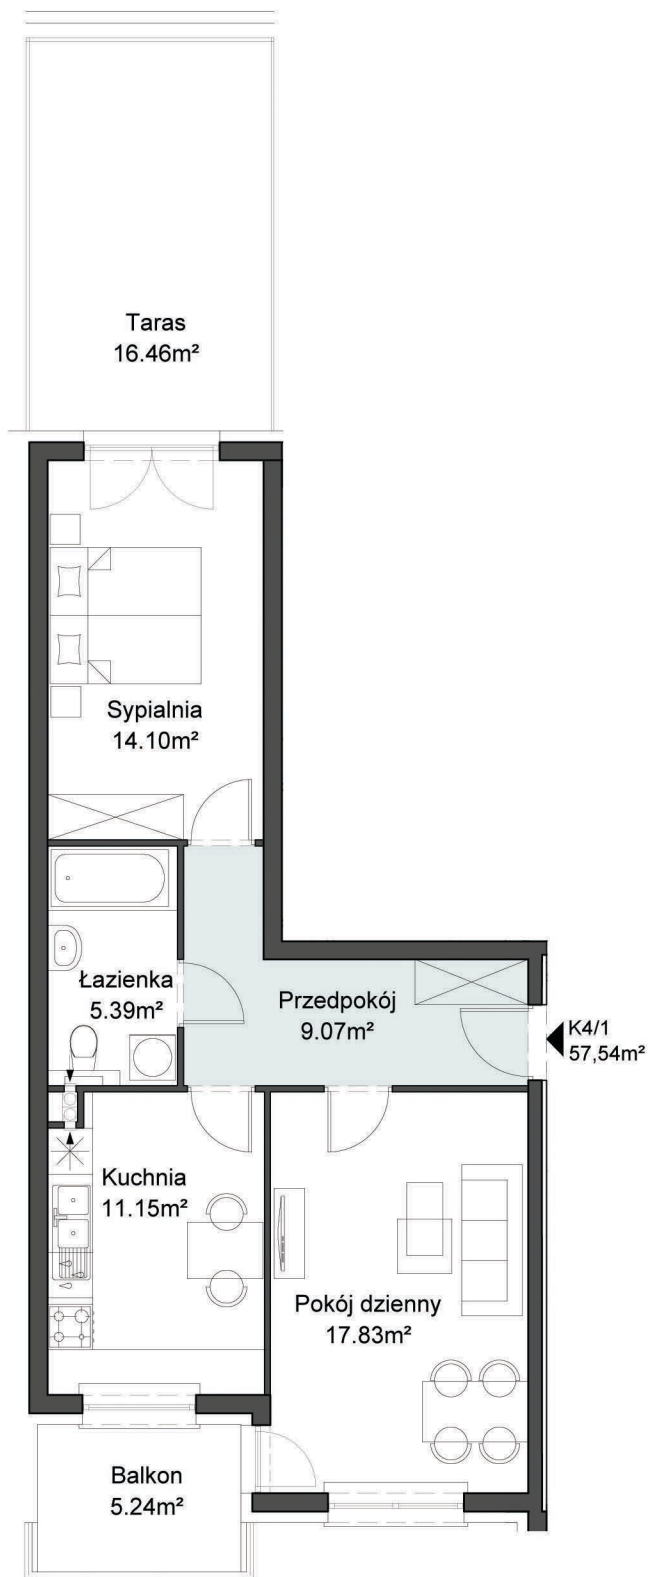 Taras
16.46m²
Sypialnia
14.10m²
Łazienka
5.39m²
Przedpokój
9.07m²
K4/1
57,54m²
Kuchnia
11.15m²
Pokój dzienny
17.83m²
Balkon
5.24m²